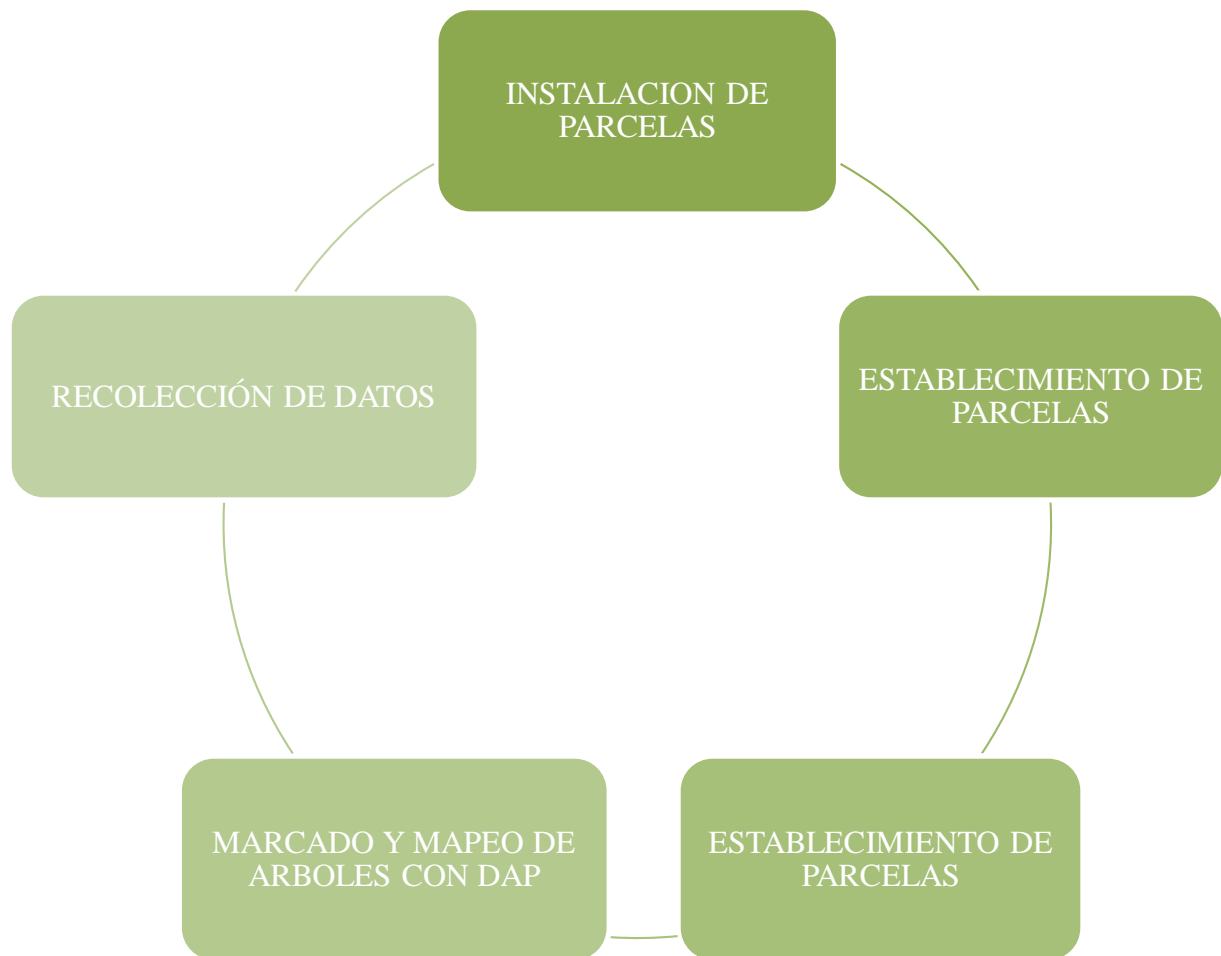 INSTALACION DE
PARCELAS
ESTABLECIMIENTO DE
PARCELAS
ESTABLECIMIENTO DE
PARCELAS
MARCADO Y MAPEO DE
ARBOLES CON DAP
RECOLECCIÓN DE DATOS